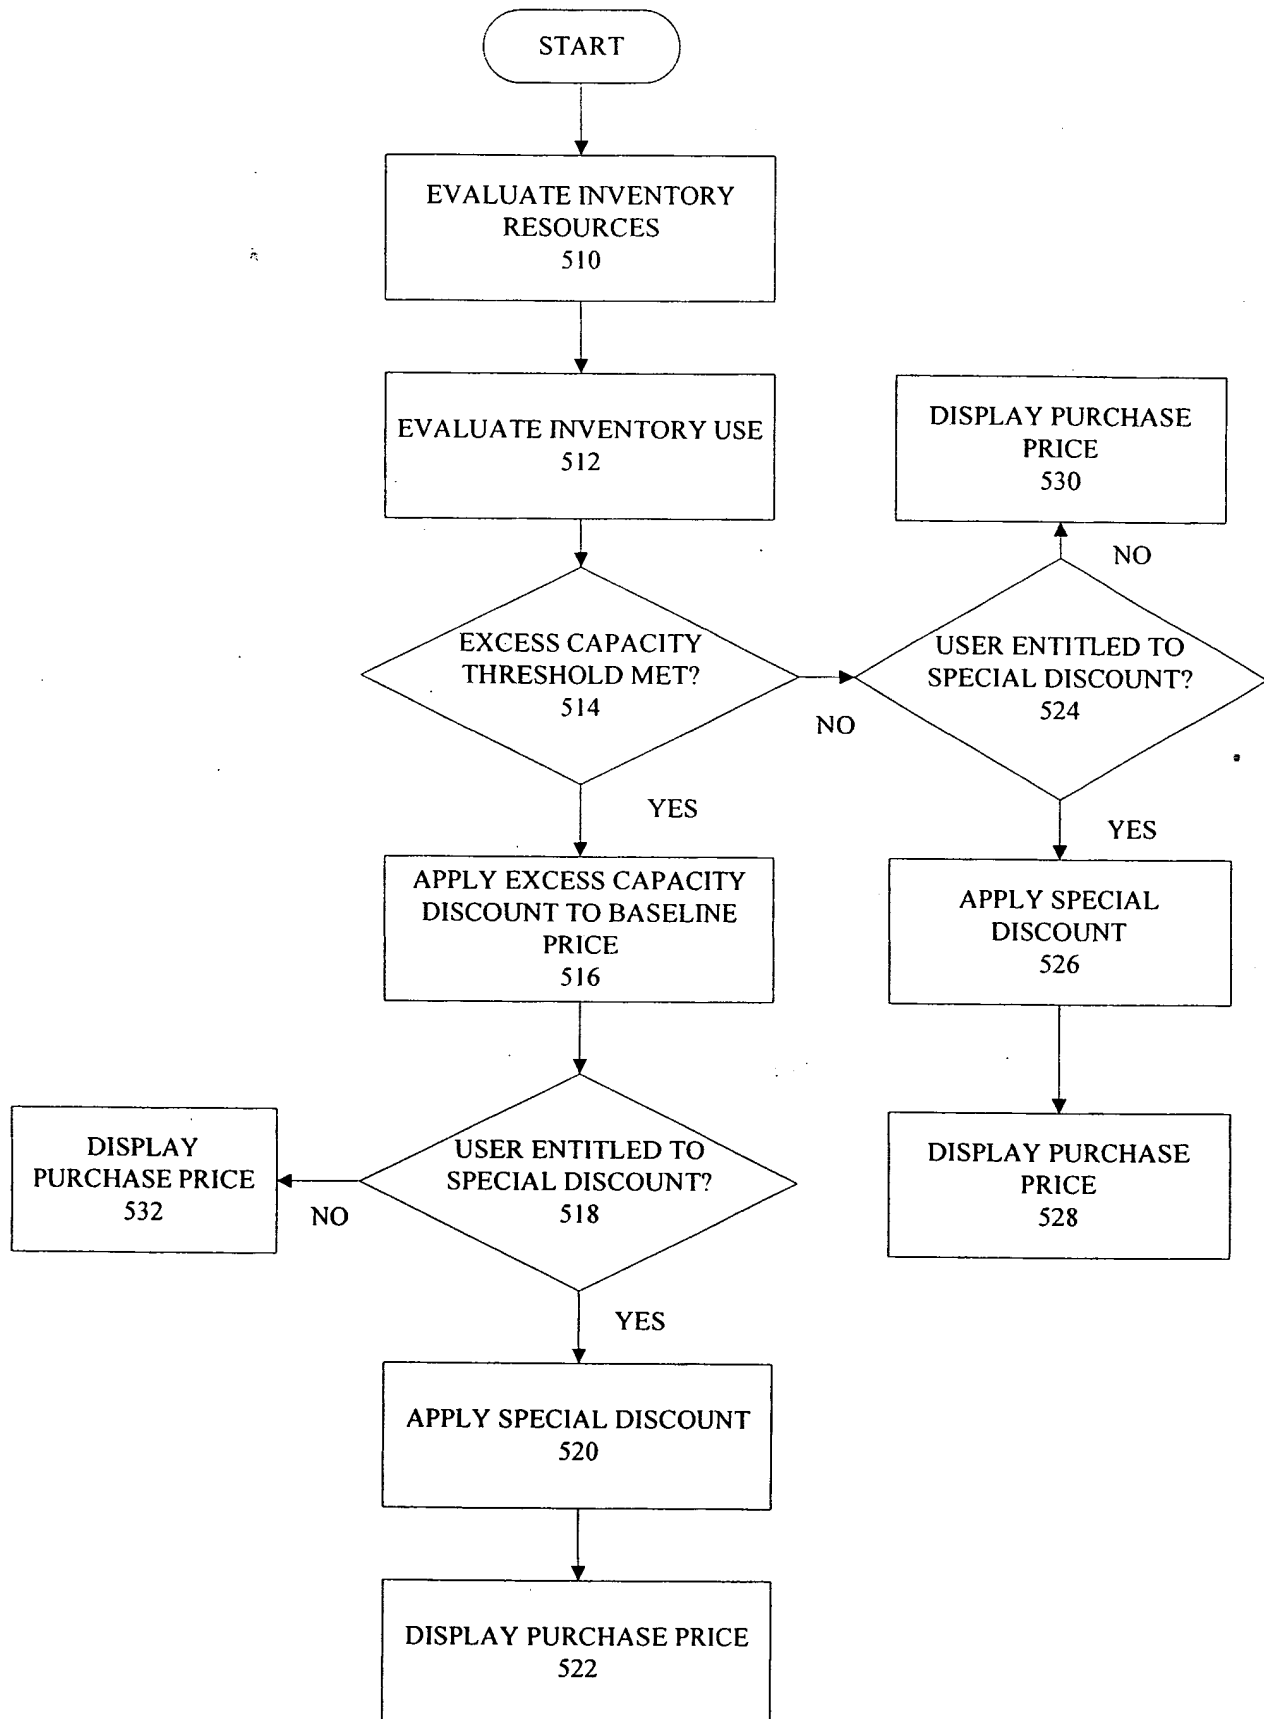 START
EVALUATE INVENTORY
RESOURCES
510
EVALUATE INVENTORY USE
512
DISPLAY PURCHASE
PRICE
530
NO
EXCESS CAPACITY
THRESHOLD MET?
514
NO
USER ENTITLED TO
SPECIAL DISCOUNT?
524
YES
YES
APPLY EXCESS CAPACITY
DISCOUNT TO BASELINE
PRICE
516
APPLY SPECIAL
DISCOUNT
526
DISPLAY
PURCHASE PRICE
532
NO
USER ENTITLED TO
SPECIAL DISCOUNT?
518
DISPLAY PURCHASE
PRICE
528
YES
APPLY SPECIAL DISCOUNT
520
DISPLAY PURCHASE PRICE
522